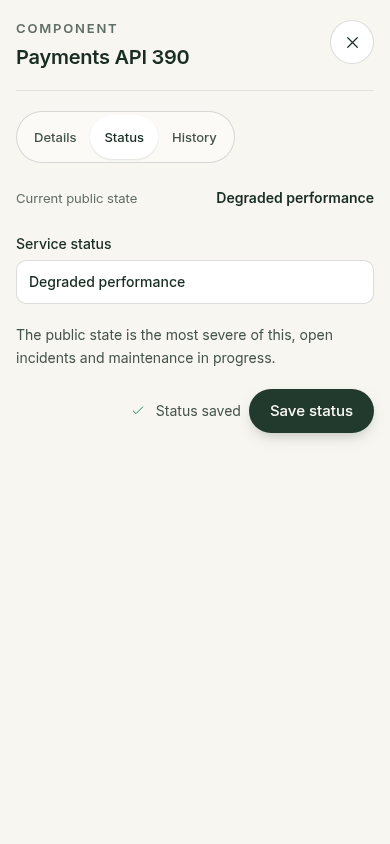 COMPONENT
Payments API 390
Details Status History
Current public state Degraded performance
Service status
Degraded performance
The public state is the most severe of this, open
incidents and maintenance in progress.
Status saved Save status